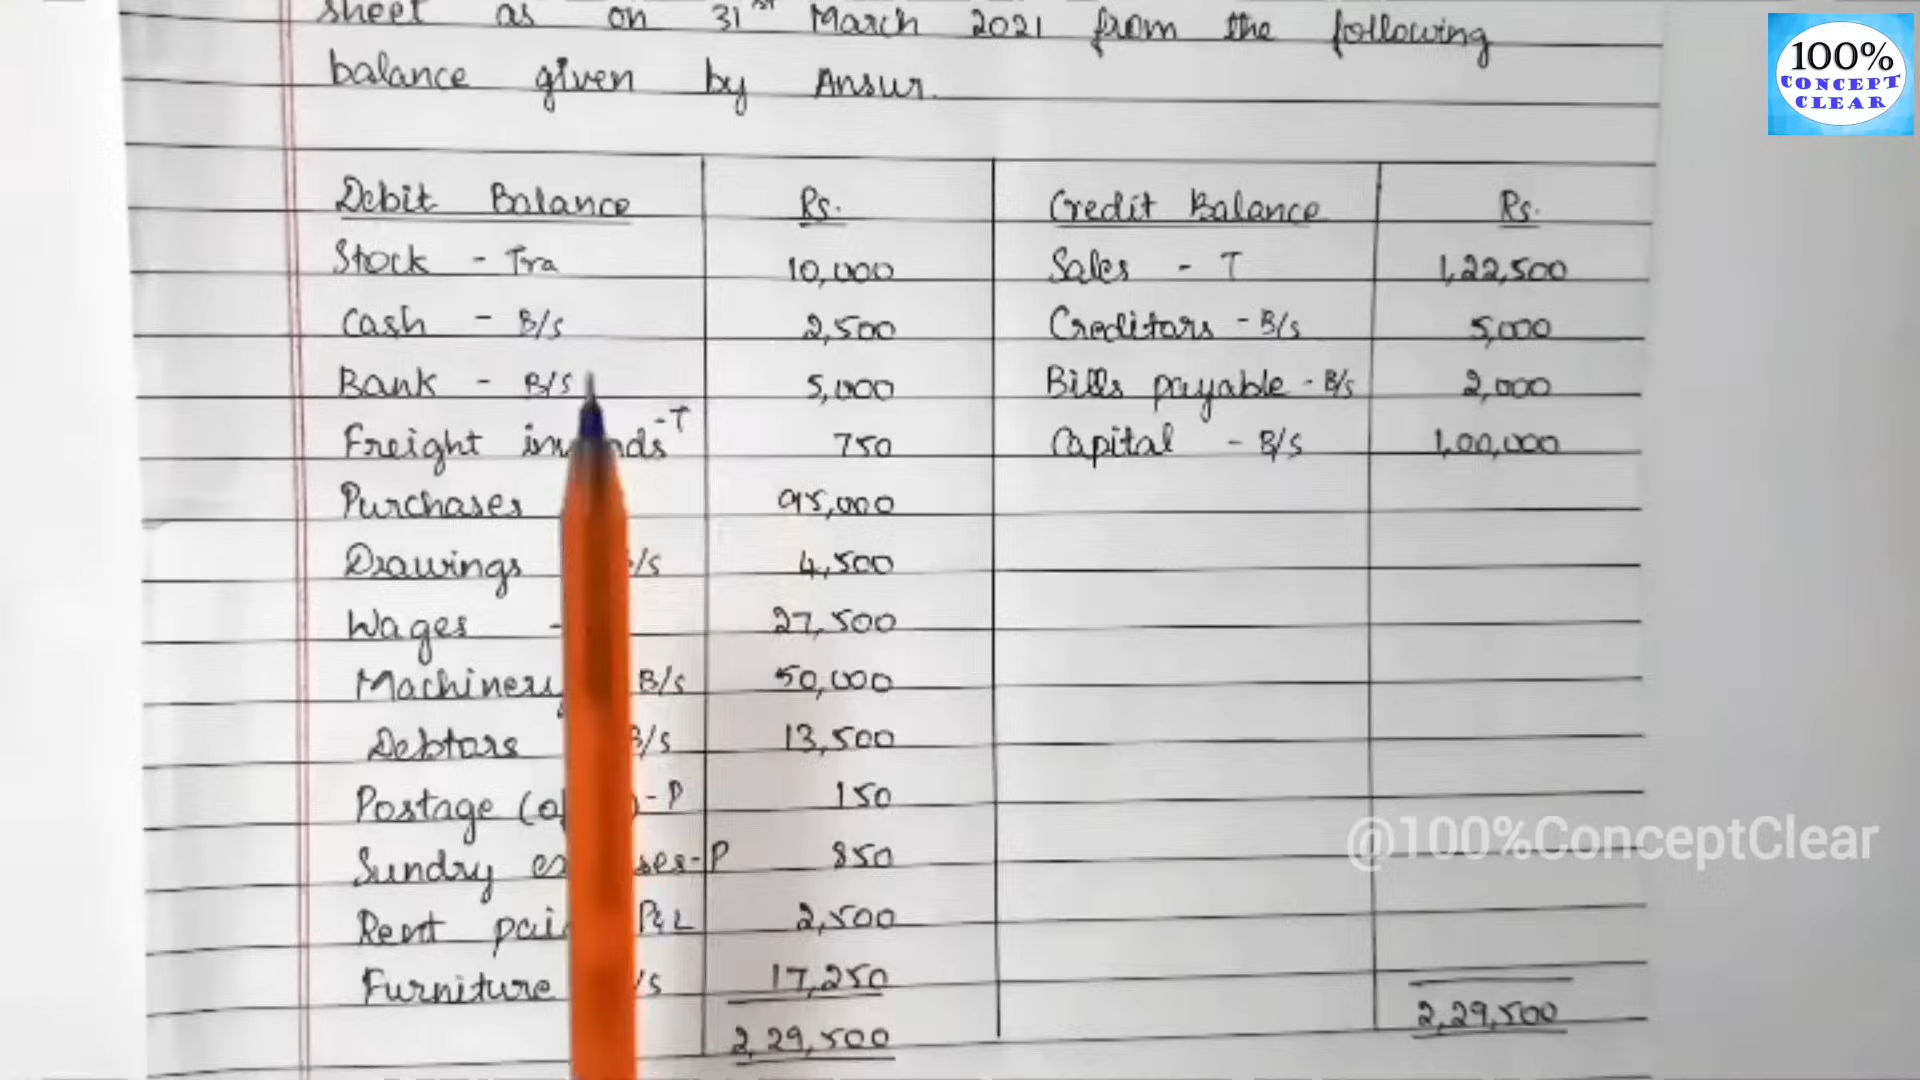 sheet as on 31st March 2021 from the following
balance given by Ansur.
100%
CONCEPT
CLEAR
Debit Balance Rs. Credit Balance Rs.
Stock - Tra 10,000 Sales - T 1,22,500
Cash - B/s 2,500 Creditors - B/s 5,000
Bank - B/s 5,000 Bills payable - B/s 2,000
Freight - T 750 Capital - B/s 1,00,000
Purchases 95,000
Drawings /s 4,500
Wages - 27,500
Machinery B/s 50,000
Debtors B/s 13,500
Postage - P 150
Sundry - P 850
Rent P&L 2,500
Furniture /s 17,250
2,29,500 2,29,500
@100%ConceptClear